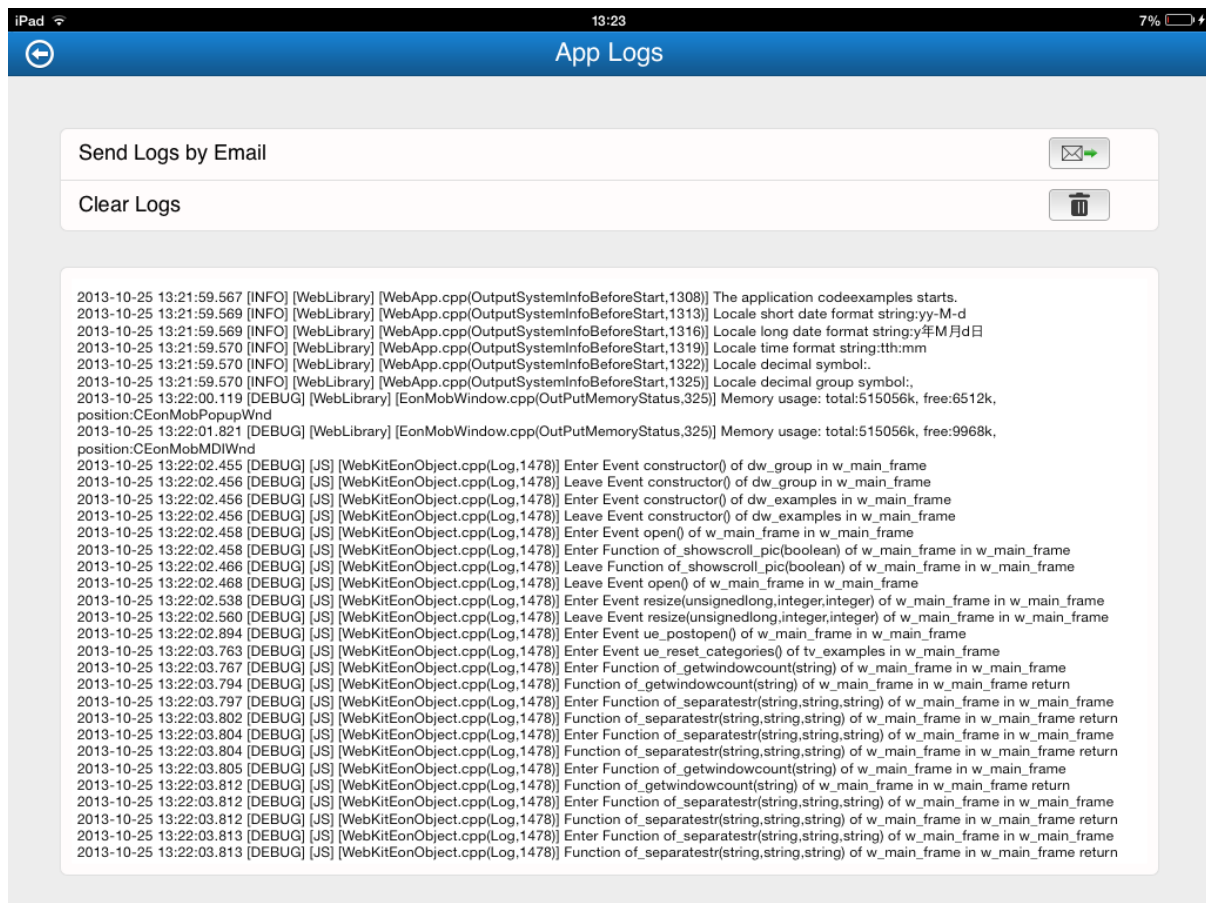 iPad 13:23 7%
App Logs
Send Logs by Email
Clear Logs
2013-10-25 13:21:59.567 [INFO] [WebLibrary] [WebApp.cpp(OutputSystemInfoBeforeStart,1308)] The application codeexamples starts.
2013-10-25 13:21:59.569 [INFO] [WebLibrary] [WebApp.cpp(OutputSystemInfoBeforeStart,1313)] Locale short date format string:yy-M-d
2013-10-25 13:21:59.569 [INFO] [WebLibrary] [WebApp.cpp(OutputSystemInfoBeforeStart,1316)] Locale long date format string:y年M月d日
2013-10-25 13:21:59.570 [INFO] [WebLibrary] [WebApp.cpp(OutputSystemInfoBeforeStart,1319)] Locale time format string:tth:mm
2013-10-25 13:21:59.570 [INFO] [WebLibrary] [WebApp.cpp(OutputSystemInfoBeforeStart,1322)] Locale decimal symbol:.
2013-10-25 13:21:59.570 [INFO] [WebLibrary] [WebApp.cpp(OutputSystemInfoBeforeStart,1325)] Locale decimal group symbol:,
2013-10-25 13:22:00.119 [DEBUG] [WebLibrary] [EonMobWindow.cpp(OutPutMemoryStatus,325)] Memory usage: total:515056k, free:6512k,
position:CEonMobPopupWnd
2013-10-25 13:22:01.821 [DEBUG] [WebLibrary] [EonMobWindow.cpp(OutPutMemoryStatus,325)] Memory usage: total:515056k, free:9968k,
position:CEonMobMDIWnd
2013-10-25 13:22:02.455 [DEBUG] [JS] [WebKitEonObject.cpp(Log,1478)] Enter Event constructor() of dw_group in w_main_frame
2013-10-25 13:22:02.456 [DEBUG] [JS] [WebKitEonObject.cpp(Log,1478)] Leave Event constructor() of dw_group in w_main_frame
2013-10-25 13:22:02.456 [DEBUG] [JS] [WebKitEonObject.cpp(Log,1478)] Enter Event constructor() of dw_examples in w_main_frame
2013-10-25 13:22:02.456 [DEBUG] [JS] [WebKitEonObject.cpp(Log,1478)] Leave Event constructor() of dw_examples in w_main_frame
2013-10-25 13:22:02.458 [DEBUG] [JS] [WebKitEonObject.cpp(Log,1478)] Enter Event open() of w_main_frame in w_main_frame
2013-10-25 13:22:02.458 [DEBUG] [JS] [WebKitEonObject.cpp(Log,1478)] Enter Function of_showscroll_pic(boolean) of w_main_frame in w_main_frame
2013-10-25 13:22:02.466 [DEBUG] [JS] [WebKitEonObject.cpp(Log,1478)] Leave Function of_showscroll_pic(boolean) of w_main_frame in w_main_frame
2013-10-25 13:22:02.468 [DEBUG] [JS] [WebKitEonObject.cpp(Log,1478)] Leave Event open() of w_main_frame in w_main_frame
2013-10-25 13:22:02.538 [DEBUG] [JS] [WebKitEonObject.cpp(Log,1478)] Enter Event resize(unsignedlong,integer,integer) of w_main_frame in w_main_frame
2013-10-25 13:22:02.560 [DEBUG] [JS] [WebKitEonObject.cpp(Log,1478)] Leave Event resize(unsignedlong,integer,integer) of w_main_frame in w_main_frame
2013-10-25 13:22:02.894 [DEBUG] [JS] [WebKitEonObject.cpp(Log,1478)] Enter Event ue_postopen() of w_main_frame in w_main_frame
2013-10-25 13:22:03.763 [DEBUG] [JS] [WebKitEonObject.cpp(Log,1478)] Enter Event ue_reset_categories() of tv_examples in w_main_frame
2013-10-25 13:22:03.767 [DEBUG] [JS] [WebKitEonObject.cpp(Log,1478)] Enter Function of_getwindowcount(string) of w_main_frame in w_main_frame
2013-10-25 13:22:03.794 [DEBUG] [JS] [WebKitEonObject.cpp(Log,1478)] Function of_getwindowcount(string) of w_main_frame in w_main_frame return
2013-10-25 13:22:03.797 [DEBUG] [JS] [WebKitEonObject.cpp(Log,1478)] Enter Function of_separatestr(string,string,string) of w_main_frame in w_main_frame
2013-10-25 13:22:03.802 [DEBUG] [JS] [WebKitEonObject.cpp(Log,1478)] Function of_separatestr(string,string,string) of w_main_frame in w_main_frame return
2013-10-25 13:22:03.804 [DEBUG] [JS] [WebKitEonObject.cpp(Log,1478)] Enter Function of_separatestr(string,string,string) of w_main_frame in w_main_frame
2013-10-25 13:22:03.804 [DEBUG] [JS] [WebKitEonObject.cpp(Log,1478)] Function of_separatestr(string,string,string) of w_main_frame in w_main_frame return
2013-10-25 13:22:03.805 [DEBUG] [JS] [WebKitEonObject.cpp(Log,1478)] Enter Function of_getwindowcount(string) of w_main_frame in w_main_frame
2013-10-25 13:22:03.812 [DEBUG] [JS] [WebKitEonObject.cpp(Log,1478)] Function of_getwindowcount(string) of w_main_frame in w_main_frame return
2013-10-25 13:22:03.812 [DEBUG] [JS] [WebKitEonObject.cpp(Log,1478)] Enter Function of_separatestr(string,string,string) of w_main_frame in w_main_frame
2013-10-25 13:22:03.812 [DEBUG] [JS] [WebKitEonObject.cpp(Log,1478)] Function of_separatestr(string,string,string) of w_main_frame in w_main_frame return
2013-10-25 13:22:03.813 [DEBUG] [JS] [WebKitEonObject.cpp(Log,1478)] Enter Function of_separatestr(string,string,string) of w_main_frame in w_main_frame
2013-10-25 13:22:03.813 [DEBUG] [JS] [WebKitEonObject.cpp(Log,1478)] Function of_separatestr(string,string,string) of w_main_frame in w_main_frame return